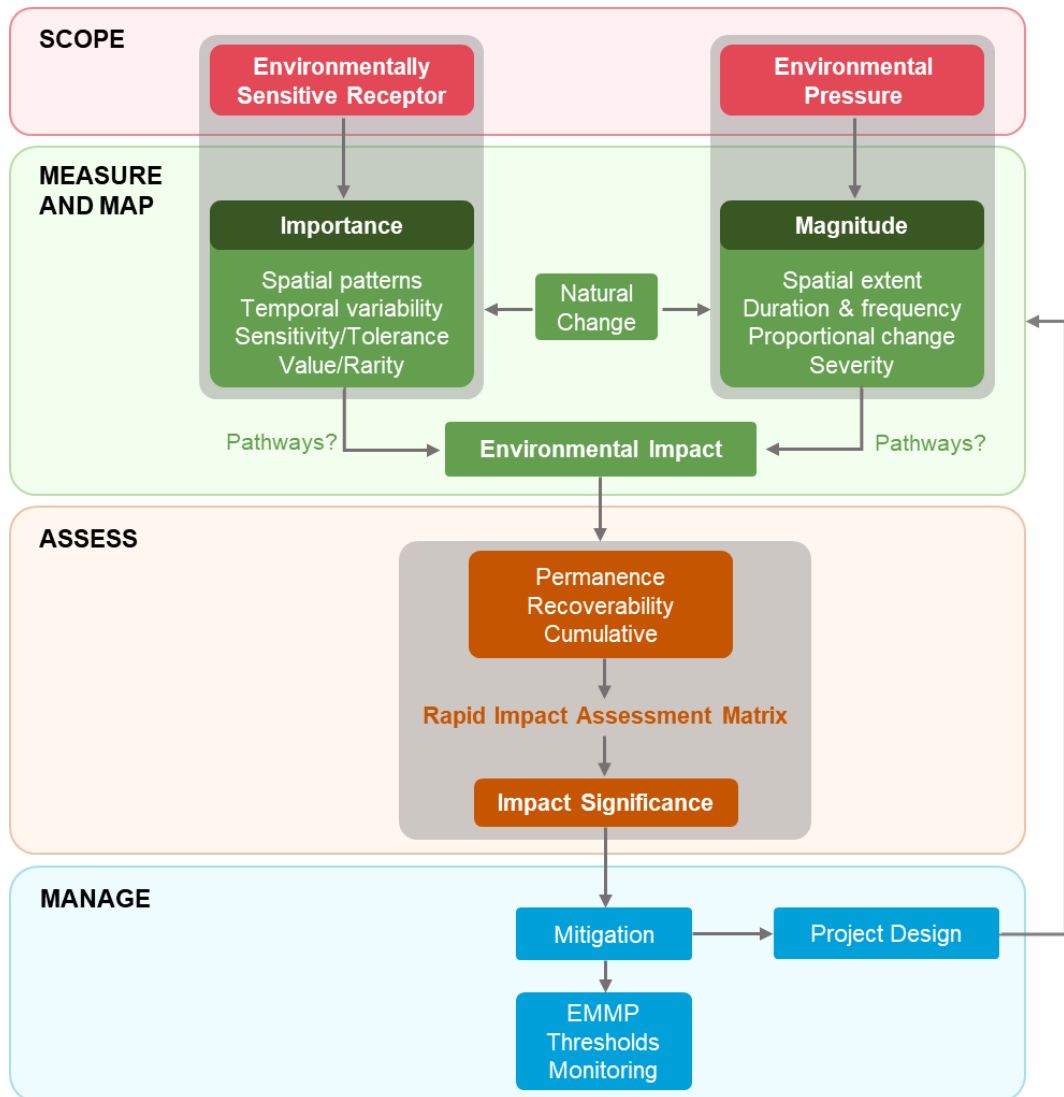 SCOPE
Environmentally
Sensitive Receptor
Environmental
Pressure
MEASURE
AND MAP
Importance
Spatial patterns
Temporal variability
Sensitivity/Tolerance
Value/Rarity
Natural
Change
Magnitude
Spatial extent
Duration & frequency
Proportional change
Severity
Pathways?
Environmental Impact
Pathways?
ASSESS
Permanence
Recoverability
Cumulative
Rapid Impact Assessment Matrix
Impact Significance
MANAGE
Mitigation
Project Design
EMMP
Thresholds
Monitoring